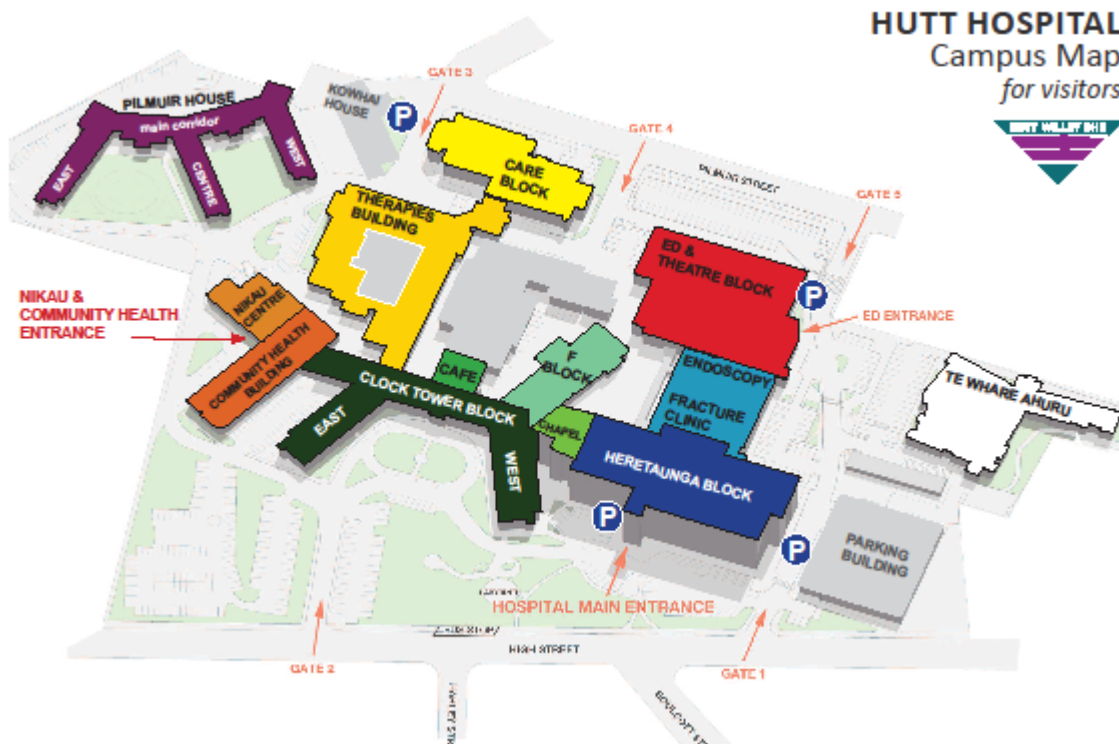 HUTT HOSPITAL
Campus Map
for visitors
GATE 3
KOWHAI
HOUSE
P
PILMUIR HOUSE
main corridor
EAST
CENTRE
WEST
GATE 4
CARE
BLOCK
PILMUIR STREET
GATE 5
THERAPIES
BUILDING
ED &
THEATRE BLOCK
P
ED ENTRANCE
NIKAU &
COMMUNITY HEALTH
ENTRANCE
NIKAU
CENTRE
COMMUNITY HEALTH
BUILDING
CAFE
F
BLOCK
ENDOSCOPY
FRACTURE
CLINIC
TE WHARE AHURU
CLOCK TOWER BLOCK
EAST
WEST
CHAPEL
HERETAUNGA BLOCK
P
P
PARKING
BUILDING
HOSPITAL MAIN ENTRANCE
HIGH STREET
GATE 2
GATE 1